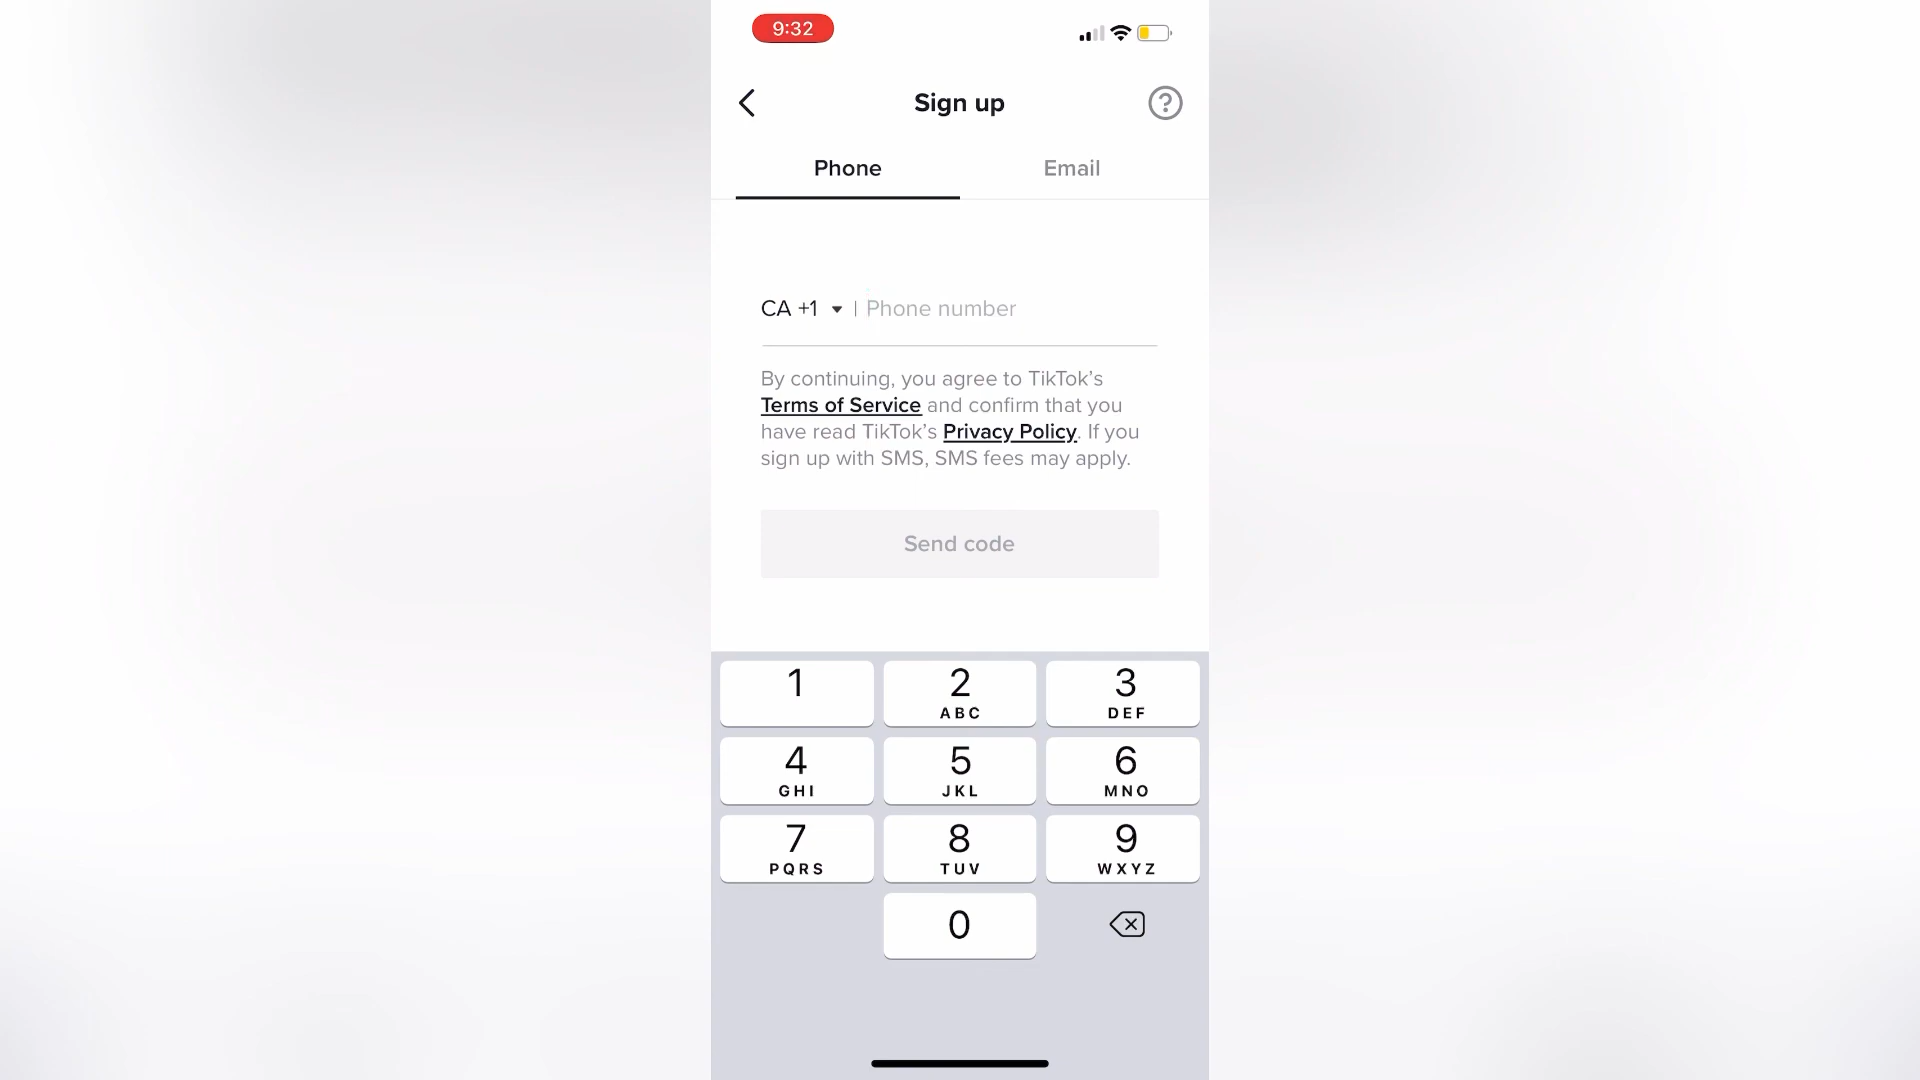 9:32
Sign up
?
Phone Email
CA +1 Phone number
By continuing, you agree to TikTok’s
Terms of Service and confirm that you
have read TikTok’s Privacy Policy. If you
sign up with SMS, SMS fees may apply.
Send code
1 2 3
ABC DEF
4 5 6
GHI JKL MNO
7 8 9
PQRS TUV WXYZ
0